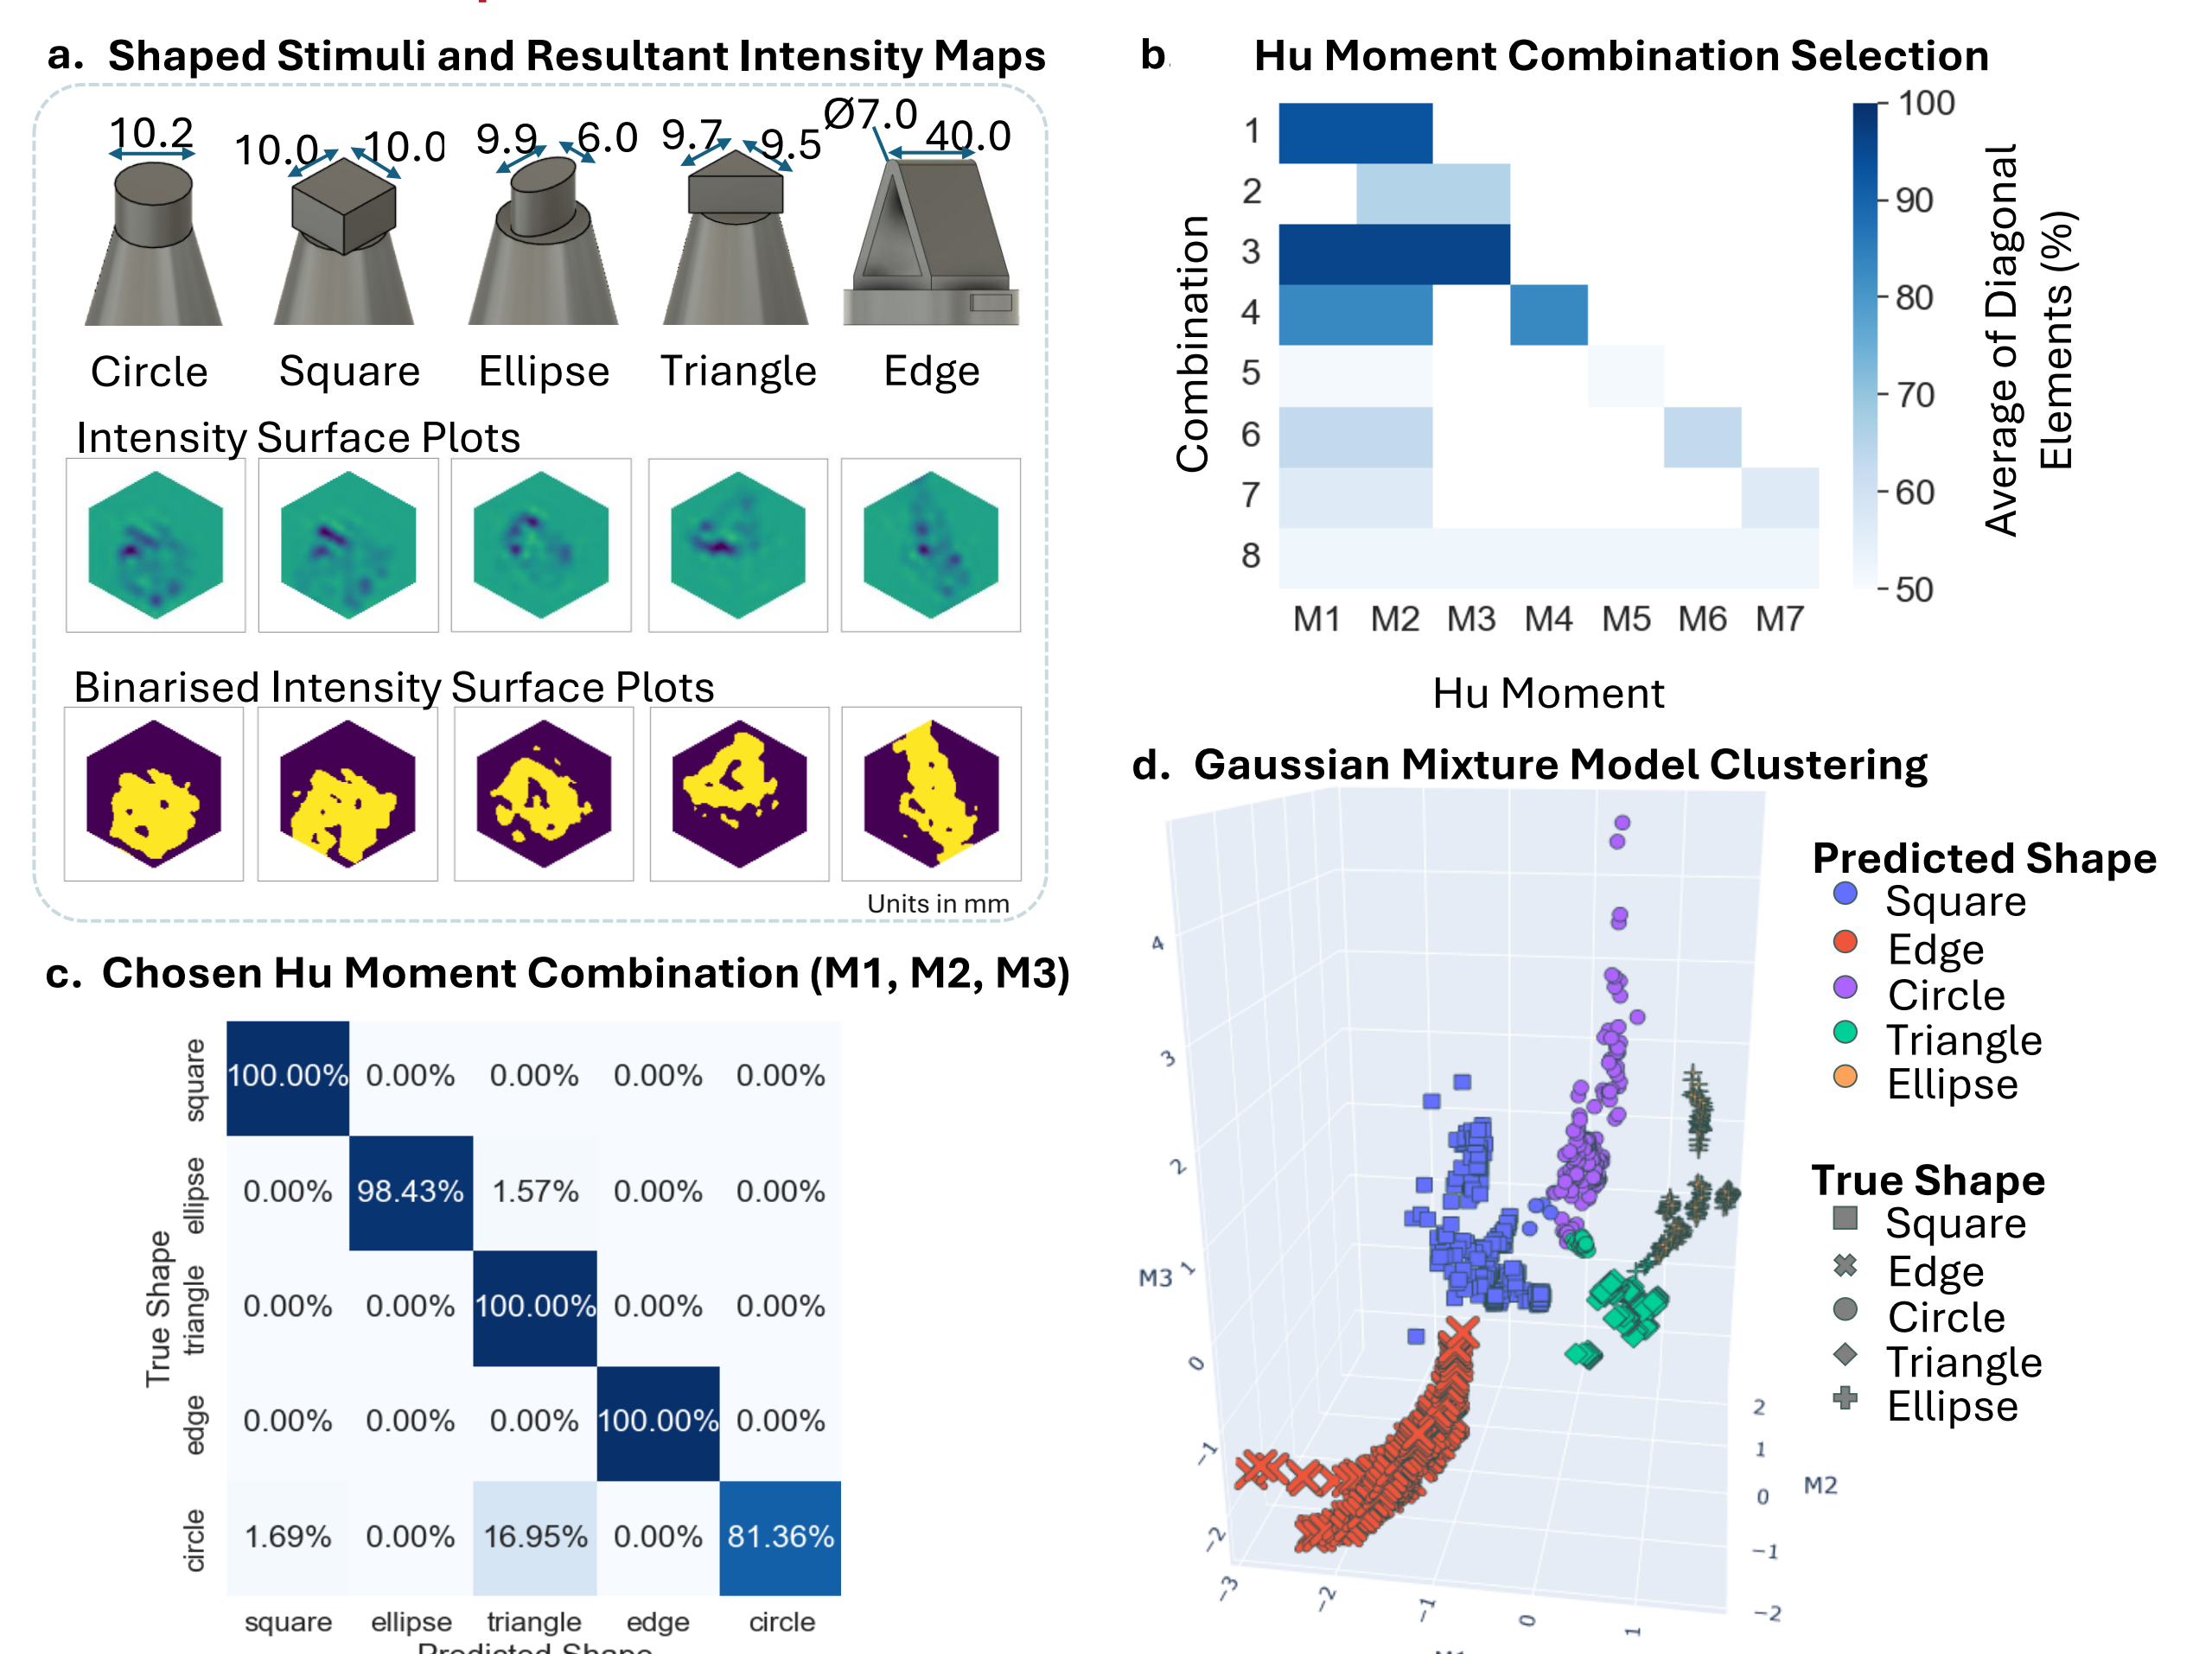 a. Shaped Stimuli and Resultant Intensity Maps
10.2
10.0 10.0
9.9 6.0
9.7 9.5
Ø7.0
40.0
Circle Square Ellipse Triangle Edge
Intensity Surface Plots
Binarised Intensity Surface Plots
Units in mm
b. Hu Moment Combination Selection
Combination
1
2
3
4
5
6
7
8
M1 M2 M3 M4 M5 M6 M7
Hu Moment
100
90
80
70
60
50
Average of Diagonal
Elements (%)
c. Chosen Hu Moment Combination (M1, M2, M3)
True Shape
square 100.00% 0.00% 0.00% 0.00% 0.00%
ellipse 0.00% 98.43% 1.57% 0.00% 0.00%
triangle 0.00% 0.00% 100.00% 0.00% 0.00%
edge 0.00% 0.00% 0.00% 100.00% 0.00%
circle 1.69% 0.00% 16.95% 0.00% 81.36%
square ellipse triangle edge circle
Predicted Shape
d. Gaussian Mixture Model Clustering
4
3
2
M3 1
0
−1
−2
−3 −2 −1 0 1
2
1
0
−1
−2
M2
Predicted Shape
Square
Edge
Circle
Triangle
Ellipse
True Shape
Square
Edge
Circle
Triangle
Ellipse